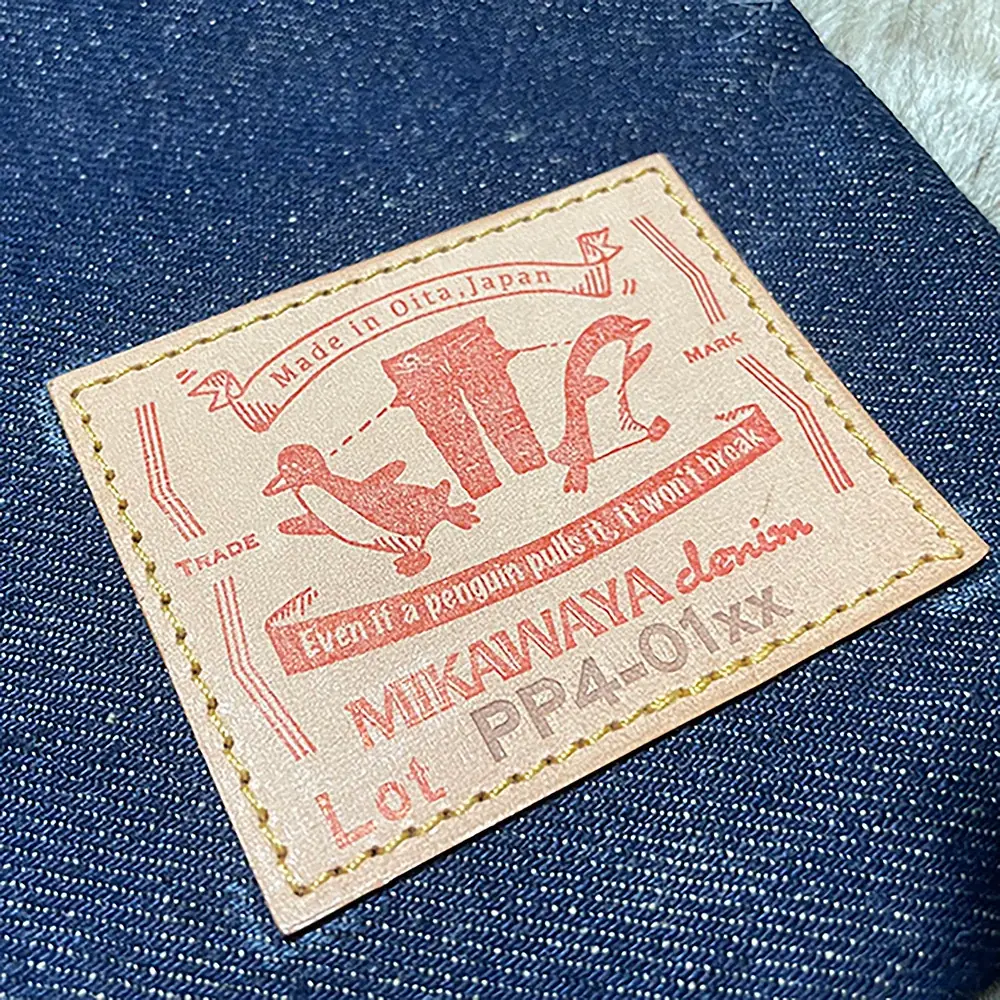 Made in Oita, Japan
TRADE MARK
Even if a penguin pulls it, it won't break
MIKAWAYA denim
Lot PP4-01xx